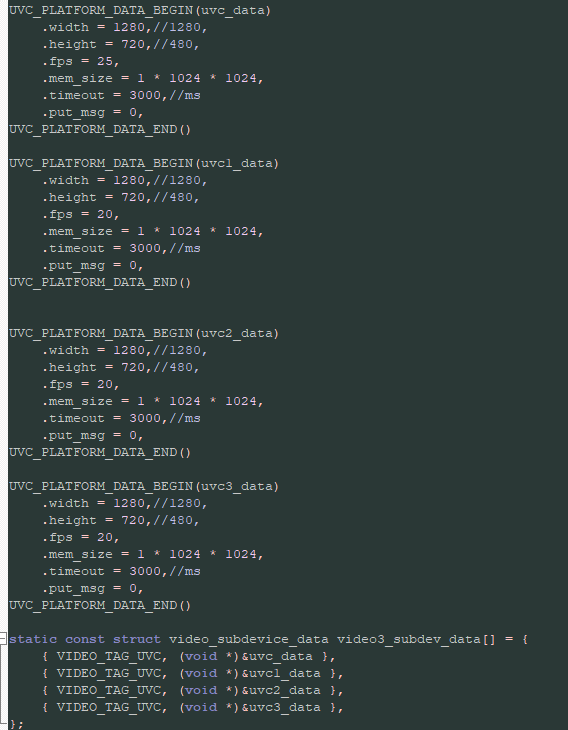 UVC_PLATFORM_DATA_BEGIN(uvc_data)
    .width = 1280,//1280,
    .height = 720,//480,
    .fps = 25,
    .mem_size = 1 * 1024 * 1024,
    .timeout = 3000,//ms
    .put_msg = 0,
UVC_PLATFORM_DATA_END()

UVC_PLATFORM_DATA_BEGIN(uvc1_data)
    .width = 1280,//1280,
    .height = 720,//480,
    .fps = 20,
    .mem_size = 1 * 1024 * 1024,
    .timeout = 3000,//ms
    .put_msg = 0,
UVC_PLATFORM_DATA_END()


UVC_PLATFORM_DATA_BEGIN(uvc2_data)
    .width = 1280,//1280,
    .height = 720,//480,
    .fps = 20,
    .mem_size = 1 * 1024 * 1024,
    .timeout = 3000,//ms
    .put_msg = 0,
UVC_PLATFORM_DATA_END()

UVC_PLATFORM_DATA_BEGIN(uvc3_data)
    .width = 1280,//1280,
    .height = 720,//480,
    .fps = 20,
    .mem_size = 1 * 1024 * 1024,
    .timeout = 3000,//ms
    .put_msg = 0,
UVC_PLATFORM_DATA_END()

static const struct video_subdevice_data video3_subdev_data[] = {
    { VIDEO_TAG_UVC, (void *)&uvc_data },
    { VIDEO_TAG_UVC, (void *)&uvc1_data },
    { VIDEO_TAG_UVC, (void *)&uvc2_data },
    { VIDEO_TAG_UVC, (void *)&uvc3_data },
};